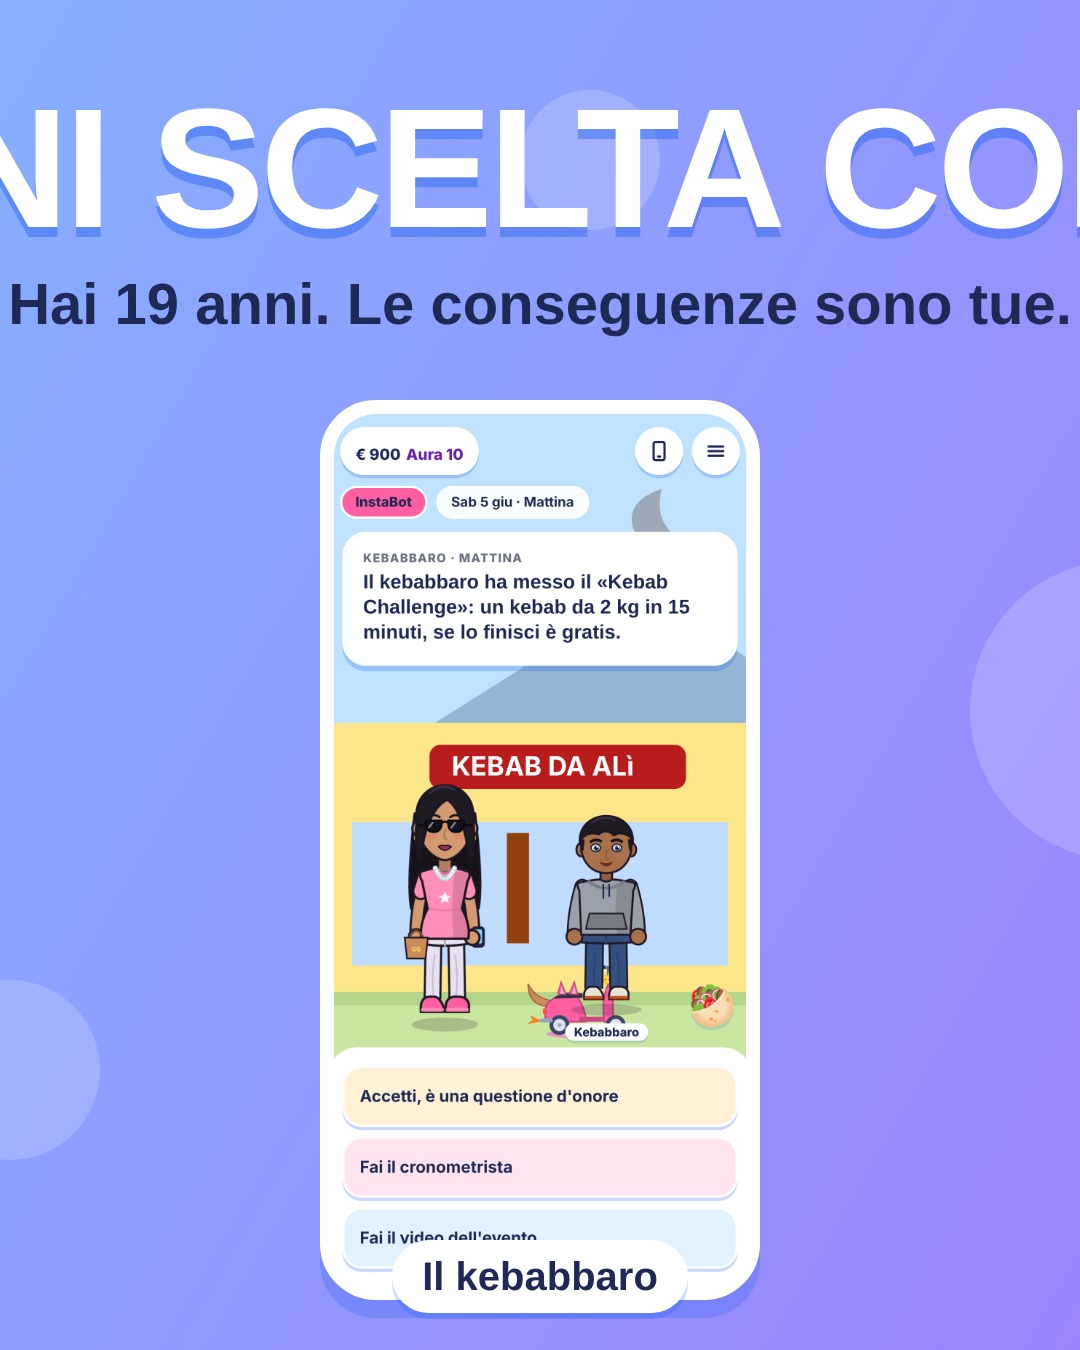 NI SCELTA CO
Hai 19 anni. Le conseguenze sono tue.
€ 900 Aura 10
InstaBot
Sab 5 giu · Mattina
KEBABBARO · MATTINA
Il kebabbaro ha messo il «Kebab
Challenge»: un kebab da 2 kg in 15
minuti, se lo finisci è gratis.
KEBAB DA ALì
Kebabbaro
Accetti, è una questione d'onore
Fai il cronometrista
Fai il video dell'evento
Il kebabbaro